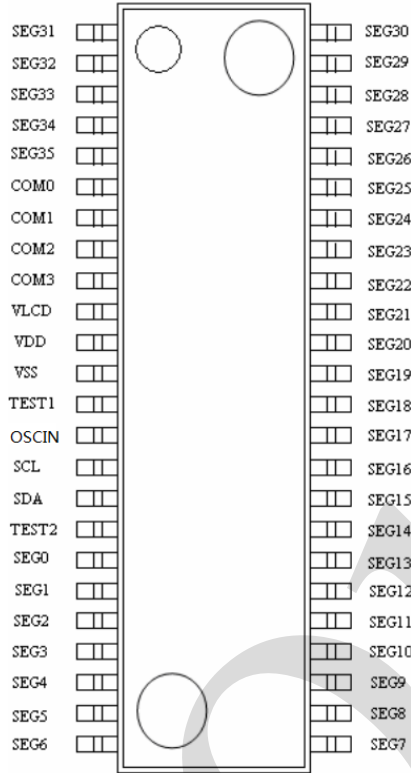 SEG31 SEG30
SEG32 SEG29
SEG33 SEG28
SEG34 SEG27
SEG35 SEG26
COM0 SEG25
COM1 SEG24
COM2 SEG23
COM3 SEG22
VLCD SEG21
VDD SEG20
VSS SEG19
TEST1 SEG18
OSCIN SEG17
SCL SEG16
SDA SEG15
TEST2 SEG14
SEG0 SEG13
SEG1 SEG12
SEG2 SEG11
SEG3 SEG10
SEG4 SEG9
SEG5 SEG8
SEG6 SEG7